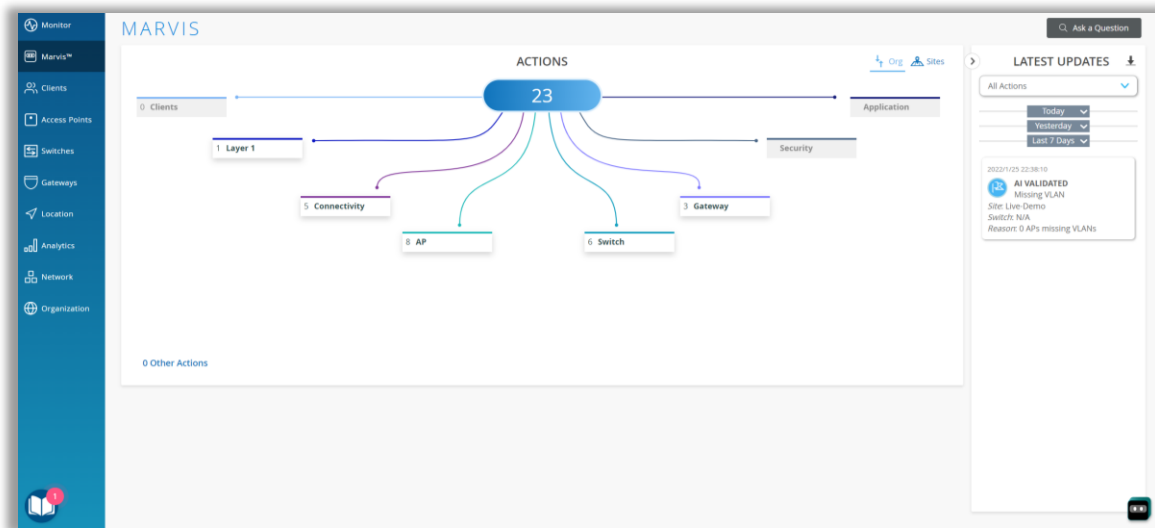 Monitor
Marvis™
Clients
Access Points
Switches
Gateways
Location
Analytics
Network
Organization
1
MARVIS
Ask a Question
ACTIONS
Org
Sites
23
0 Clients
Application
1 Layer 1
Security
5 Connectivity
3 Gateway
8 AP
6 Switch
0 Other Actions
LATEST UPDATES
All Actions
Today
Yesterday
Last 7 Days
2022/1/25 22:38:10
AI VALIDATED
Missing VLAN
Site: Live-Demo
Switch: N/A
Reason: 0 APs missing VLANs